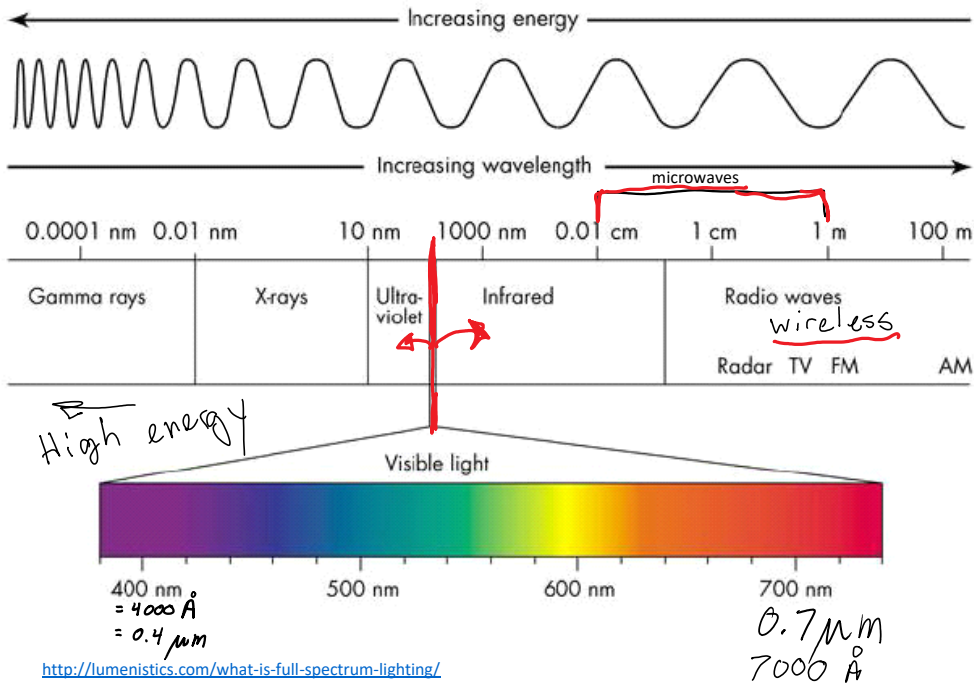 Increasing energy
Increasing wavelength
microwaves
0.0001 nm 0.01 nm 10 nm 1000 nm 0.01 cm 1 cm 1 m 100 m
Gamma rays X-rays Ultra- Infrared Radio waves
violet
wireless
Radar TV FM AM
High energy
Visible light
400 nm 500 nm 600 nm 700 nm
= 4000 Å 0.7 μm
= 0.4 μm 7000 Å
http://lumenistics.com/what-is-full-spectrum-lighting/